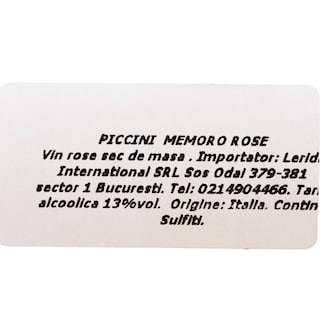 PICCINI MEMORO ROSE
Vin rose sec de masa . Importator: Lerid
International SRL Sos Odai 379-381
sector 1 Bucuresti. Tel: 0214904466. Tari
alcoolica 13%vol. Origine: Italia. Contin
Sulfiti.